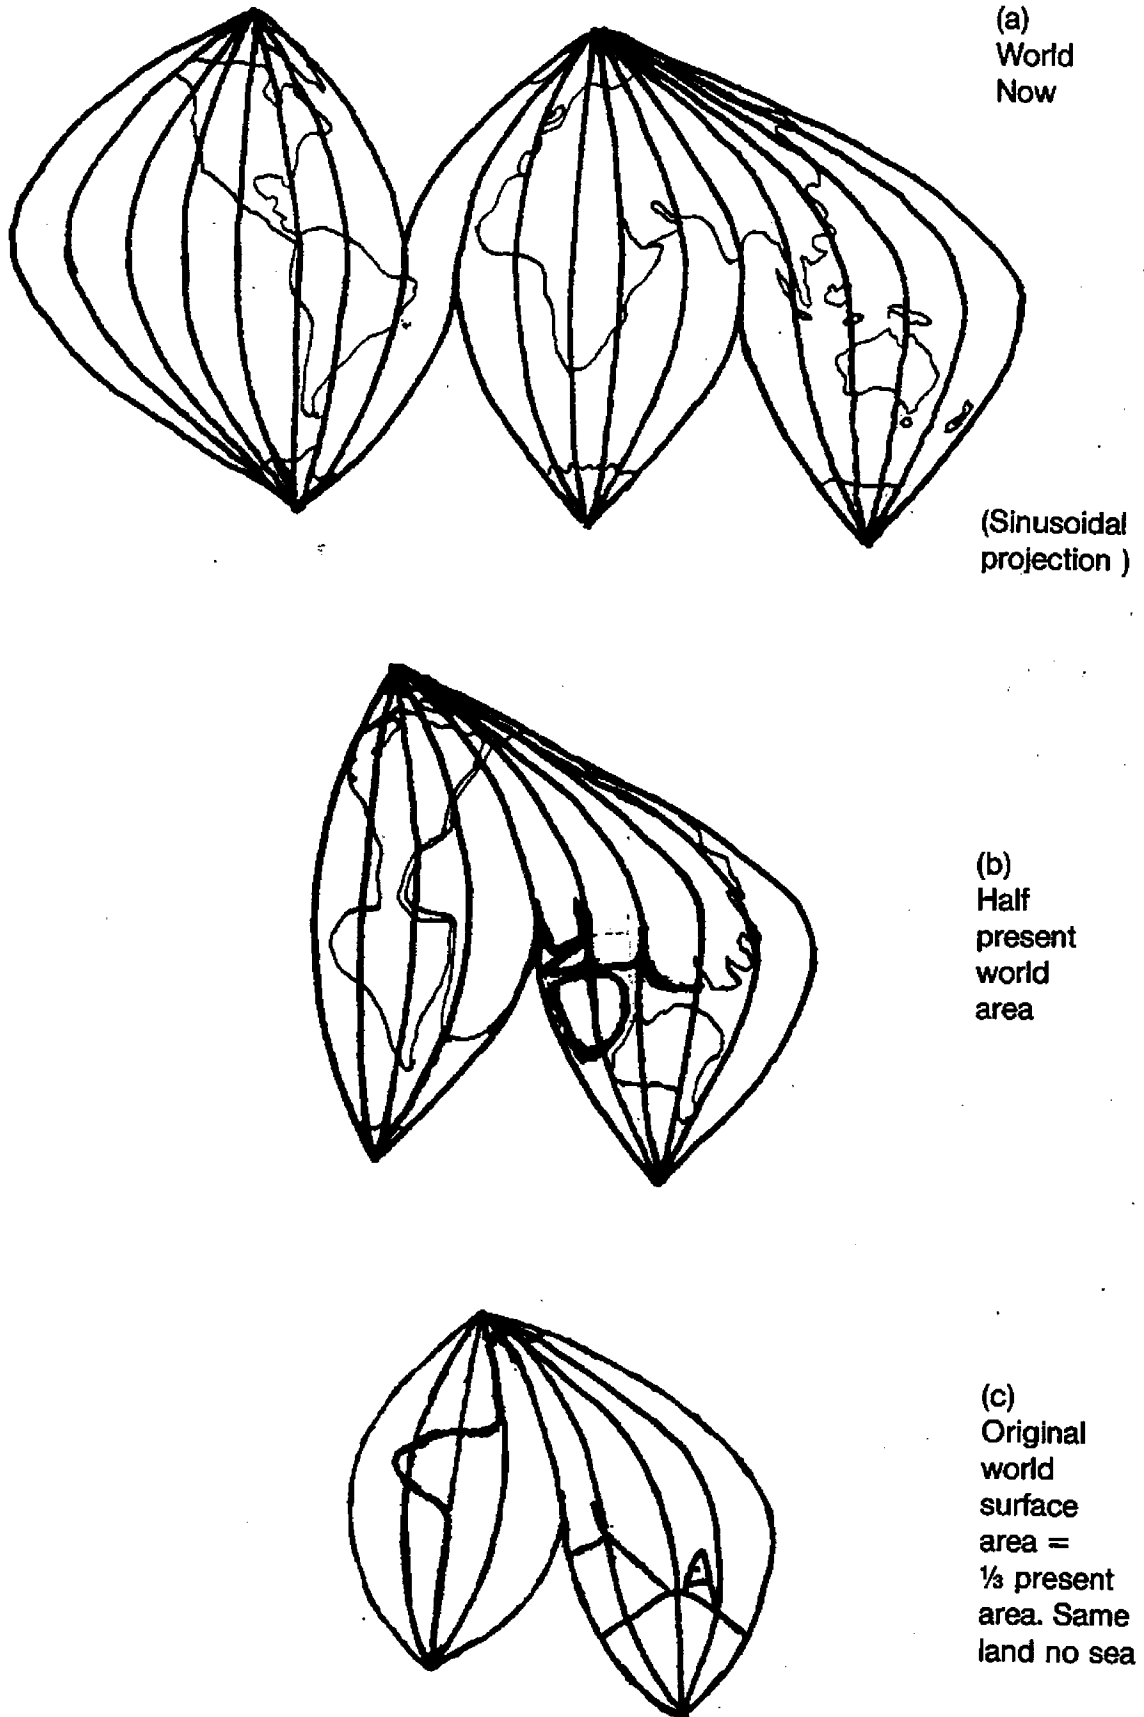 (a)
World
Now
(Sinusoidal
projection )
(b)
Half
present
world
area
(c)
Original
world
surface
area =
⅓ present
area. Same
land no sea